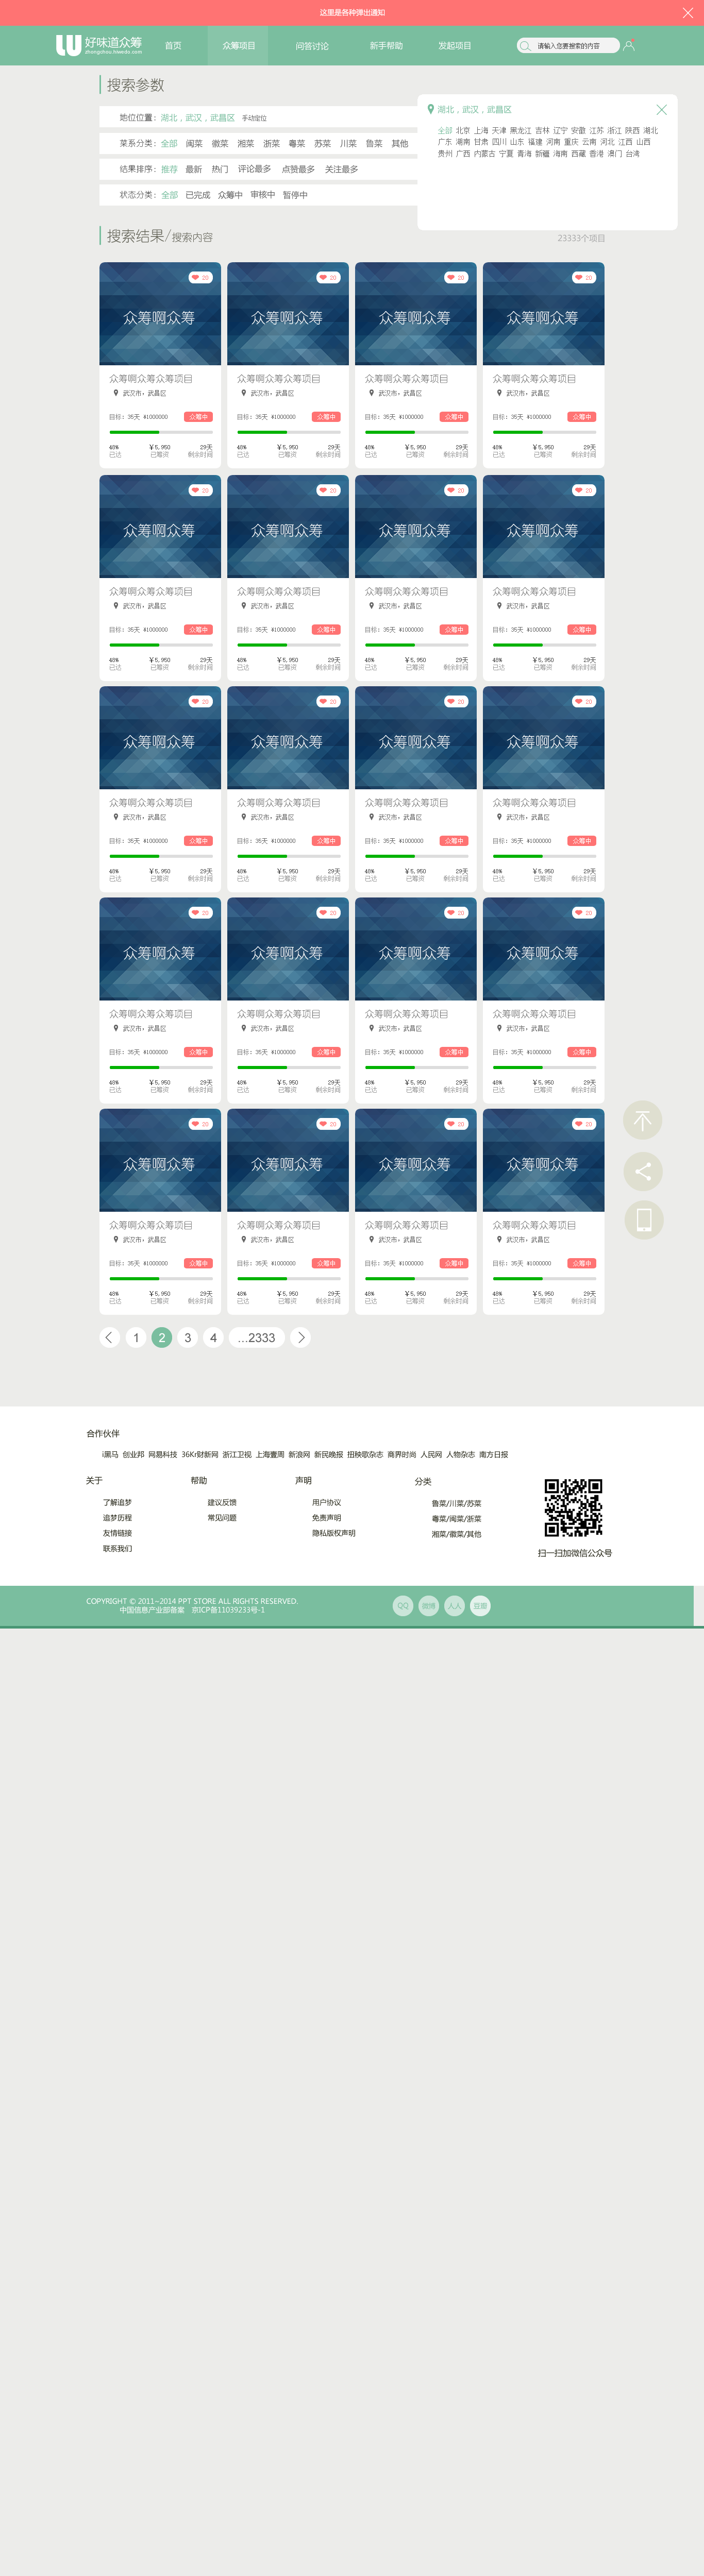 这里是各种弹出通知
好味道众筹
zhongchou.hwedo.com
首页 众筹项目 问答讨论 新手帮助 发起项目 请输入您要搜索的内容
搜索参数
地位位置：湖北，武汉，武昌区 手动定位
菜系分类：全部 闽菜 徽菜 湘菜 浙菜 粤菜 苏菜 川菜 鲁菜 其他
结果排序：推荐 最新 热门 评论最多 点赞最多 关注最多
状态分类：全部 已完成 众筹中 审核中 暂停中
湖北，武汉，武昌区
全部 北京 上海 天津 黑龙江 吉林 辽宁 安徽 江苏 浙江 陕西 湖北
广东 湖南 甘肃 四川 山东 福建 河南 重庆 云南 河北 江西 山西
贵州 广西 内蒙古 宁夏 青海 新疆 海南 西藏 香港 澳门 台湾
搜索结果/搜索内容
23333个项目
20 20 20 20
众筹啊众筹 众筹啊众筹 众筹啊众筹 众筹啊众筹
众筹啊众筹众筹项目 众筹啊众筹众筹项目 众筹啊众筹众筹项目 众筹啊众筹众筹项目
武汉市，武昌区 武汉市，武昌区 武汉市，武昌区 武汉市，武昌区
目标：35天 ¥1000000 众筹中 目标：35天 ¥1000000 众筹中 目标：35天 ¥1000000 众筹中 目标：35天 ¥1000000 众筹中
48% ￥5,950 29天 48% ￥5,950 29天 48% ￥5,950 29天 48% ￥5,950 29天
已达 已筹资 剩余时间 已达 已筹资 剩余时间 已达 已筹资 剩余时间 已达 已筹资 剩余时间
20 20 20 20
众筹啊众筹 众筹啊众筹 众筹啊众筹 众筹啊众筹
众筹啊众筹众筹项目 众筹啊众筹众筹项目 众筹啊众筹众筹项目 众筹啊众筹众筹项目
武汉市，武昌区 武汉市，武昌区 武汉市，武昌区 武汉市，武昌区
目标：35天 ¥1000000 众筹中 目标：35天 ¥1000000 众筹中 目标：35天 ¥1000000 众筹中 目标：35天 ¥1000000 众筹中
48% ￥5,950 29天 48% ￥5,950 29天 48% ￥5,950 29天 48% ￥5,950 29天
已达 已筹资 剩余时间 已达 已筹资 剩余时间 已达 已筹资 剩余时间 已达 已筹资 剩余时间
20 20 20 20
众筹啊众筹 众筹啊众筹 众筹啊众筹 众筹啊众筹
众筹啊众筹众筹项目 众筹啊众筹众筹项目 众筹啊众筹众筹项目 众筹啊众筹众筹项目
武汉市，武昌区 武汉市，武昌区 武汉市，武昌区 武汉市，武昌区
目标：35天 ¥1000000 众筹中 目标：35天 ¥1000000 众筹中 目标：35天 ¥1000000 众筹中 目标：35天 ¥1000000 众筹中
48% ￥5,950 29天 48% ￥5,950 29天 48% ￥5,950 29天 48% ￥5,950 29天
已达 已筹资 剩余时间 已达 已筹资 剩余时间 已达 已筹资 剩余时间 已达 已筹资 剩余时间
20 20 20 20
众筹啊众筹 众筹啊众筹 众筹啊众筹 众筹啊众筹
众筹啊众筹众筹项目 众筹啊众筹众筹项目 众筹啊众筹众筹项目 众筹啊众筹众筹项目
武汉市，武昌区 武汉市，武昌区 武汉市，武昌区 武汉市，武昌区
目标：35天 ¥1000000 众筹中 目标：35天 ¥1000000 众筹中 目标：35天 ¥1000000 众筹中 目标：35天 ¥1000000 众筹中
48% ￥5,950 29天 48% ￥5,950 29天 48% ￥5,950 29天 48% ￥5,950 29天
已达 已筹资 剩余时间 已达 已筹资 剩余时间 已达 已筹资 剩余时间 已达 已筹资 剩余时间
20 20 20 20
众筹啊众筹 众筹啊众筹 众筹啊众筹 众筹啊众筹
众筹啊众筹众筹项目 众筹啊众筹众筹项目 众筹啊众筹众筹项目 众筹啊众筹众筹项目
武汉市，武昌区 武汉市，武昌区 武汉市，武昌区 武汉市，武昌区
目标：35天 ¥1000000 众筹中 目标：35天 ¥1000000 众筹中 目标：35天 ¥1000000 众筹中 目标：35天 ¥1000000 众筹中
48% ￥5,950 29天 48% ￥5,950 29天 48% ￥5,950 29天 48% ￥5,950 29天
已达 已筹资 剩余时间 已达 已筹资 剩余时间 已达 已筹资 剩余时间 已达 已筹资 剩余时间
1 2 3 4 ...2333
合作伙伴
i黑马 创业邦 网易科技 36Kr财新网 浙江卫视 上海壹周 新浪网 新民晚报 扭秧歌杂志 商界时尚 人民网 人物杂志 南方日报
关于
了解追梦
追梦历程
友情链接
联系我们
帮助
建议反馈
常见问题
声明
用户协议
免责声明
隐私版权声明
分类
鲁菜/川菜/苏菜
粤菜/闽菜/浙菜
湘菜/徽菜/其他
扫一扫加微信公众号
COPYRIGHT © 2011-2014 PPT STORE ALL RIGHTS RESERVED.
中国信息产业部备案 京ICP备11039233号-1
QQ 微博 人人 豆瓣